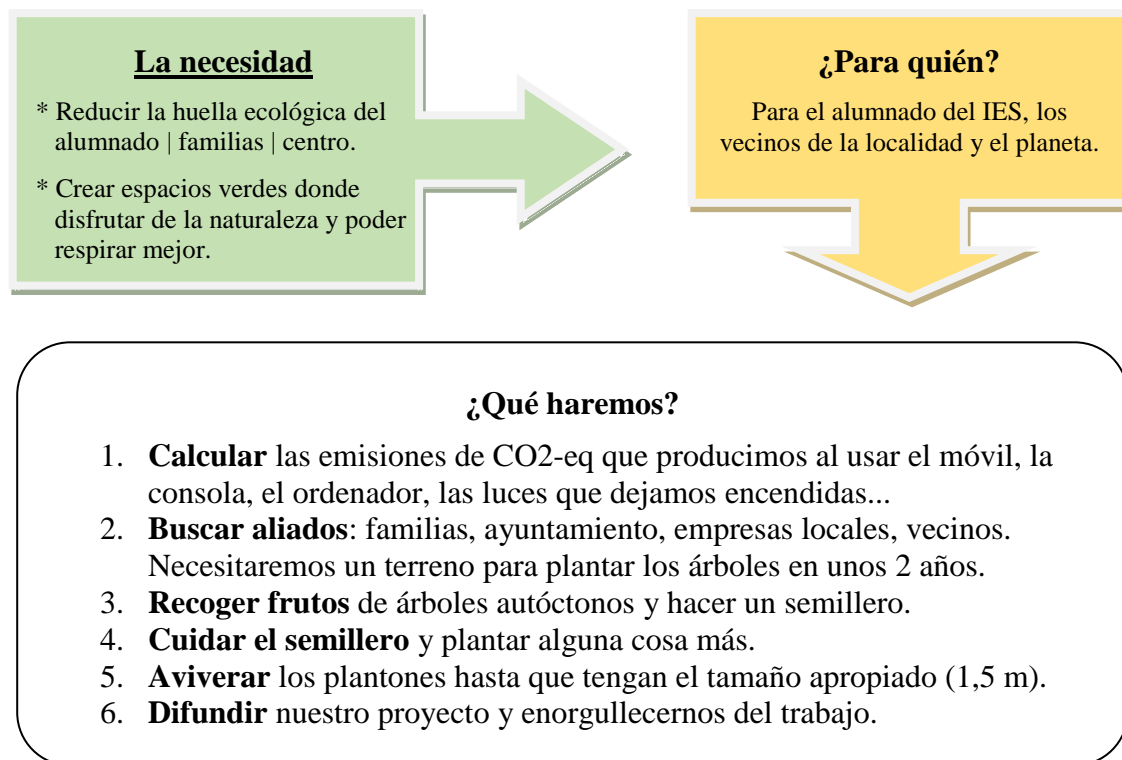 La necesidad
* Reducir la huella ecológica del
alumnado | familias | centro.
* Crear espacios verdes donde
disfrutar de la naturaleza y poder
respirar mejor.
¿Para quién?
Para el alumnado del IES, los
vecinos de la localidad y el planeta.
¿Qué haremos?
1. Calcular las emisiones de CO2-eq que producimos al usar el móvil, la
consola, el ordenador, las luces que dejamos encendidas...
2. Buscar aliados: familias, ayuntamiento, empresas locales, vecinos.
Necesitaremos un terreno para plantar los árboles en unos 2 años.
3. Recoger frutos de árboles autóctonos y hacer un semillero.
4. Cuidar el semillero y plantar alguna cosa más.
5. Aviverar los plantones hasta que tengan el tamaño apropiado (1,5 m).
6. Difundir nuestro proyecto y enorgullecernos del trabajo.